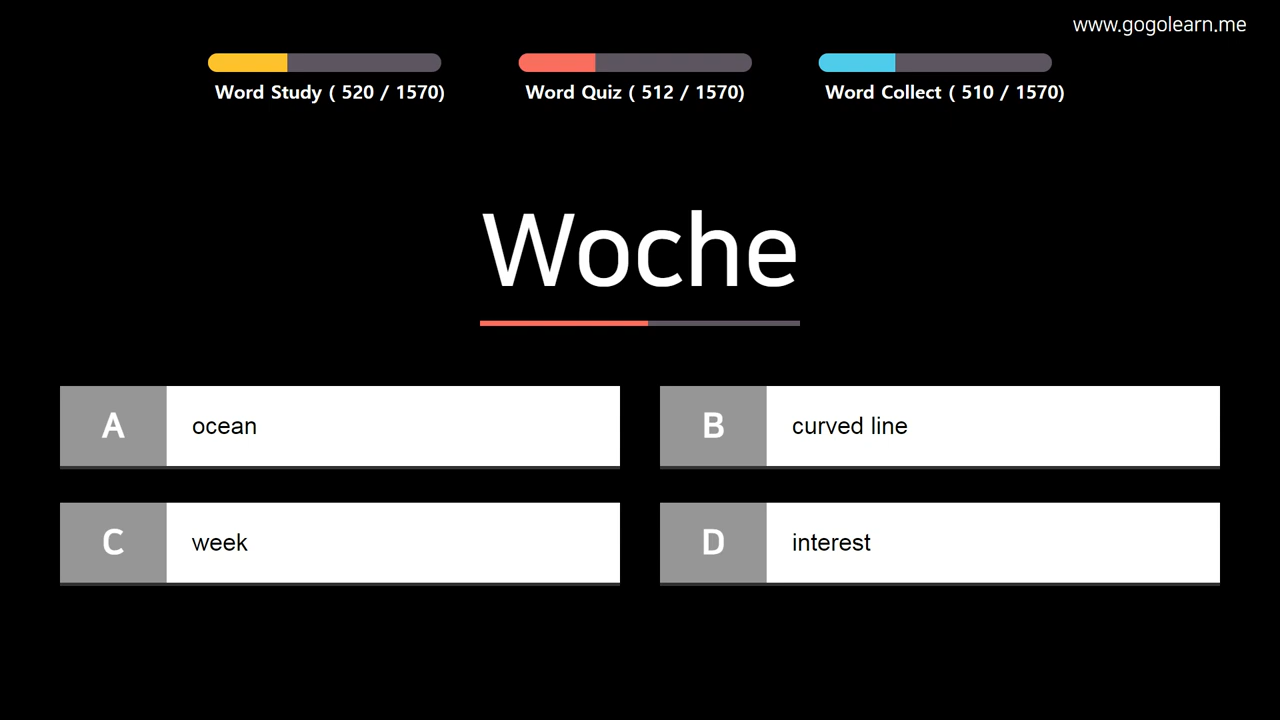 www.gogolearn.me
Word Study ( 520 / 1570)
Word Quiz ( 512 / 1570)
Word Collect ( 510 / 1570)
Woche
A
ocean
B
curved line
C
week
D
interest